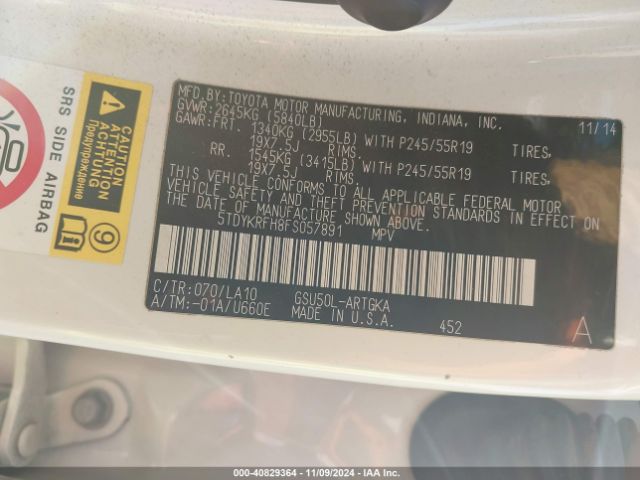 MFD. BY: TOYOTA MOTOR MANUFACTURING, INDIANA, INC. 11/14
GVWR: 2645KG (5840LB)
GAWR: FRT. 1340KG (2955LB) WITH P245/55R19 TIRES,
19X7.5J RIMS.
RR. 1545KG (3415LB) WITH P245/55R19 TIRES,
19X7.5J RIMS.
THIS VEHICLE CONFORMS TO ALL APPLICABLE FEDERAL MOTOR
VEHICLE SAFETY AND THEFT PREVENTION STANDARDS IN EFFECT ON
THE DATE OF MANUFACTURE SHOWN ABOVE.
5TDYKRFH8FS057891 MPV
C/TR: 070/LA10 GSU50L-ARTGKA
A/TM: -01A/U660E MADE IN U.S.A. 452 A
SRS SIDE AIRBAG
CAUTION
ATTENTION
ACHTUNG
Предупреждение
9
000-40829364 - 11/09/2024 - IAA Inc.